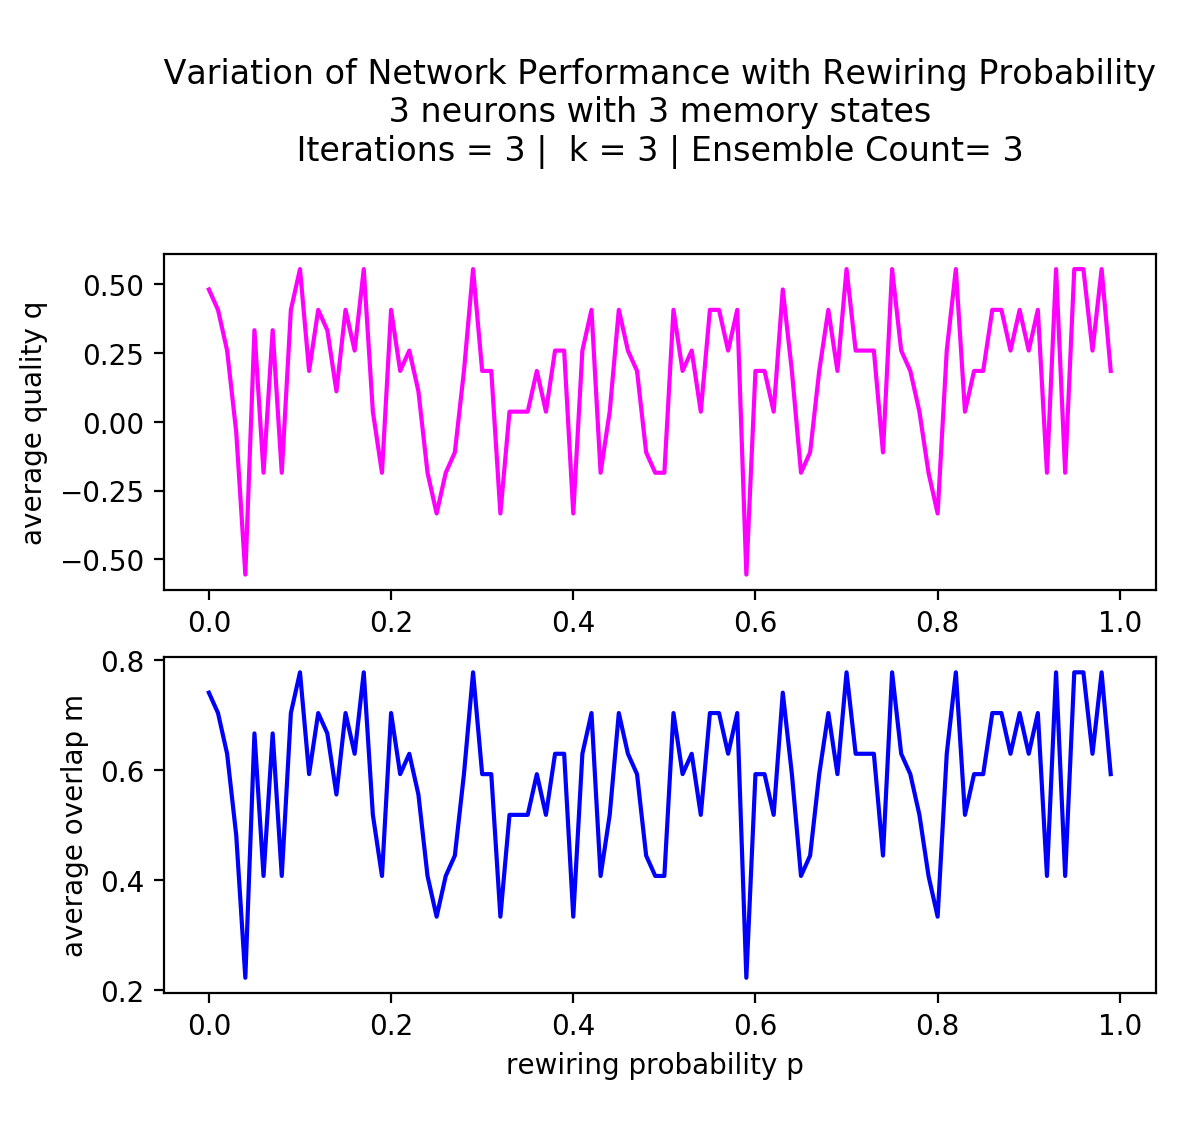 Variation of Network Performance with Rewiring Probability
3 neurons with 3 memory states
Iterations = 3 |  k = 3 | Ensemble Count= 3
average quality q
0.50
0.25
0.00
−0.25
−0.50
0.0 0.2 0.4 0.6 0.8 1.0
average overlap m
0.8
0.6
0.4
0.2
0.0 0.2 0.4 0.6 0.8 1.0
rewiring probability p